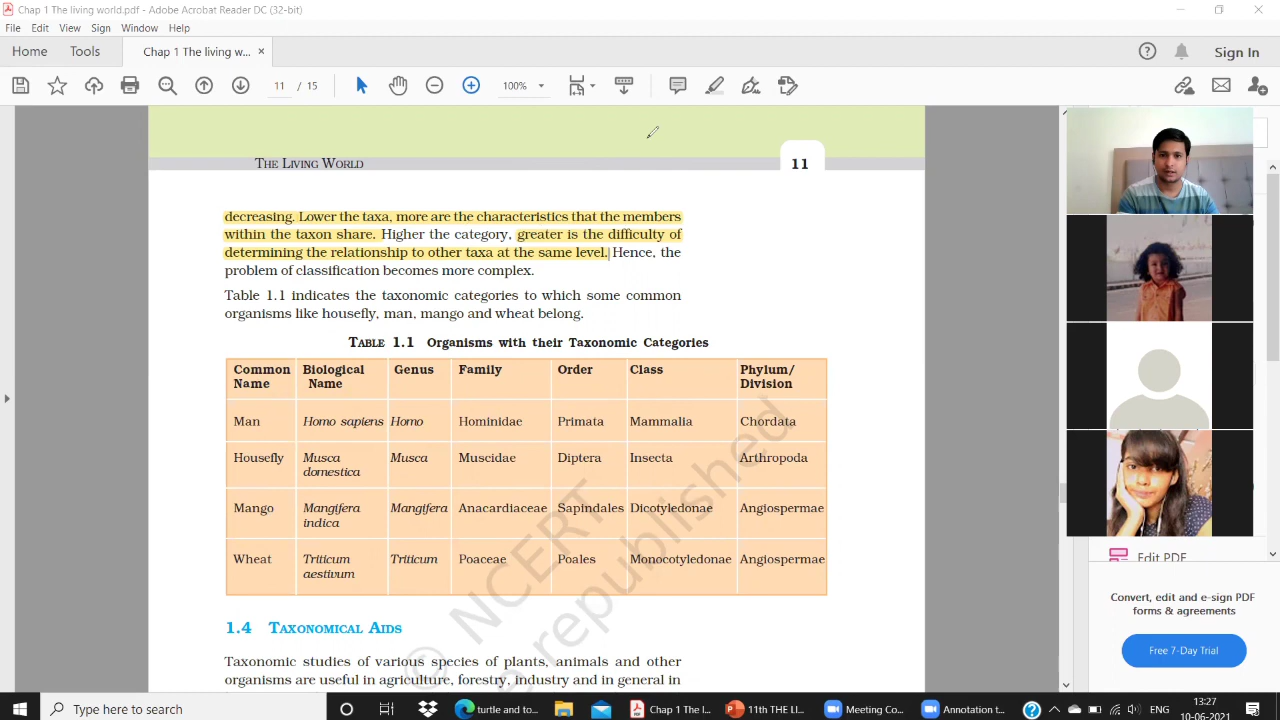 Chap 1 The living world.pdf - Adobe Acrobat Reader DC (32-bit)
File Edit View Sign Window Help
Home Tools Chap 1 The living w... × Sign In
11 / 15 100%
THE LIVING WORLD 11
decreasing. Lower the taxa, more are the characteristics that the members
within the taxon share. Higher the category, greater is the difficulty of
determining the relationship to other taxa at the same level. Hence, the
problem of classification becomes more complex.
Table 1.1 indicates the taxonomic categories to which some common
organisms like housefly, man, mango and wheat belong.
TABLE 1.1 Organisms with their Taxonomic Categories
Common Biological Genus Family Order Class Phylum/
Name Name Division
Man Homo sapiens Homo Hominidae Primata Mammalia Chordata
Housefly Musca Musca Muscidae Diptera Insecta Arthropoda
domestica
Mango Mangifera Mangifera Anacardiaceae Sapindales Dicotyledonae Angiospermae
indica
Wheat Triticum Triticum Poaceae Poales Monocotyledonae Angiospermae
aestivum
© NCERT
republished
1.4 TAXONOMICAL AIDS
Taxonomic studies of various species of plants, animals and other
organisms are useful in agriculture, forestry, industry and in general in
Edit PDF
Convert, edit and e-sign PDF
forms & agreements
Free 7-Day Trial
Type here to search turtle and to... Chap 1 The l... 11 THE LI... Meeting Co... Annotation t... ENG 13:27
10-06-2021